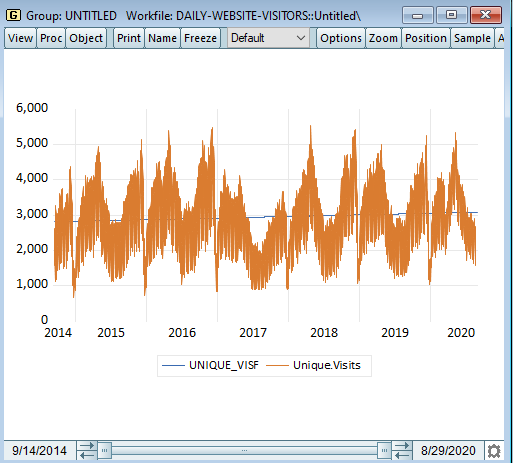 G Group: UNTITLED Workfile: DAILY-WEBSITE-VISITORS::Untitled\
View Proc Object Print Name Freeze Default Options Zoom Position Sample A
6,000
5,000
4,000
3,000
2,000
1,000
0
2014 2015 2016 2017 2018 2019 2020
UNIQUE_VISF Unique.Visits
9/14/2014 8/29/2020